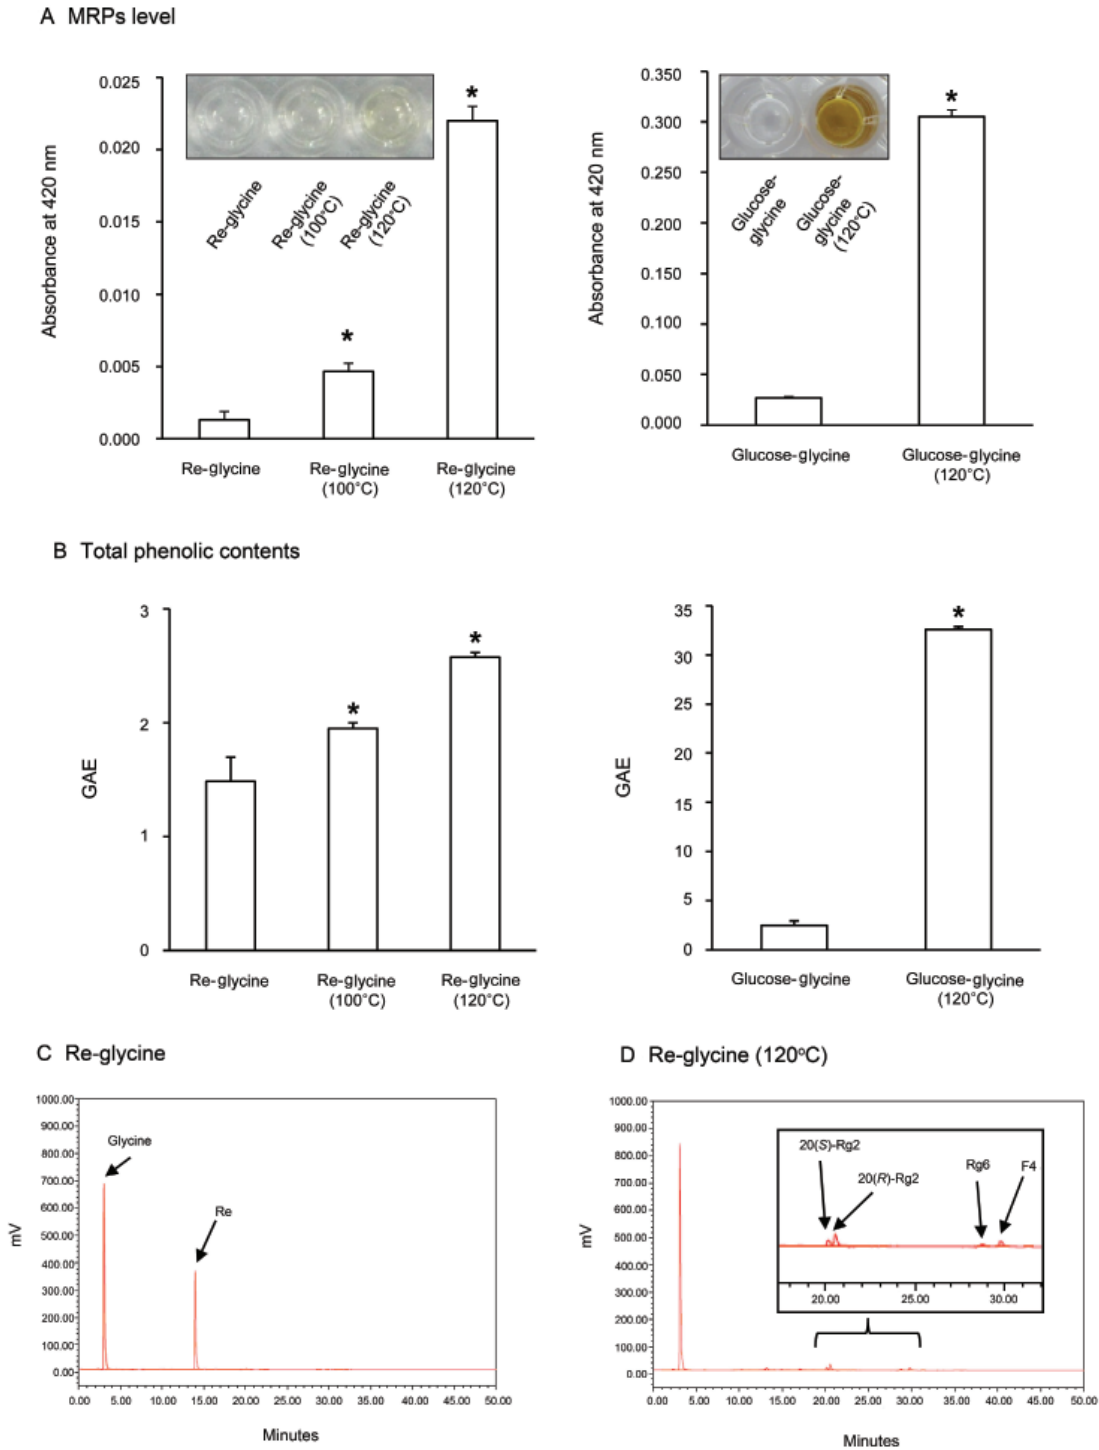 A MRPs level
Absorbance at 420 nm
0.025
0.020
0.015
0.010
0.005
0.000
*
*
Re-glycine
Re-glycine
(100°C)
Re-glycine
(120°C)
Re-glycine
Re-glycine
(100°C)
Re-glycine
(120°C)
Absorbance at 420 nm
0.350
0.300
0.250
0.200
0.150
0.100
0.050
0.000
*
Glucose-
glycine
Glucose-
glycine
(120°C)
Glucose-glycine
Glucose-glycine
(120°C)
B Total phenolic contents
GAE
3
2
1
0
*
*
Re-glycine
Re-glycine
(100°C)
Re-glycine
(120°C)
GAE
35
30
25
20
15
10
5
0
*
Glucose-glycine
Glucose-glycine
(120°C)
C Re-glycine
mV
1000.00
900.00
800.00
700.00
600.00
500.00
400.00
300.00
200.00
100.00
0.00
Glycine
Re
0.00 5.00 10.00 15.00 20.00 25.00 30.00 35.00 40.00 45.00 50.00
Minutes
D Re-glycine (120°C)
mV
1000.00
900.00
800.00
700.00
600.00
500.00
400.00
300.00
200.00
100.00
0.00
20(S)-Rg2
20(R)-Rg2
Rg6
F4
20.00 25.00 30.00
0.00 5.00 10.00 15.00 20.00 25.00 30.00 35.00 40.00 45.00 50.00
Minutes